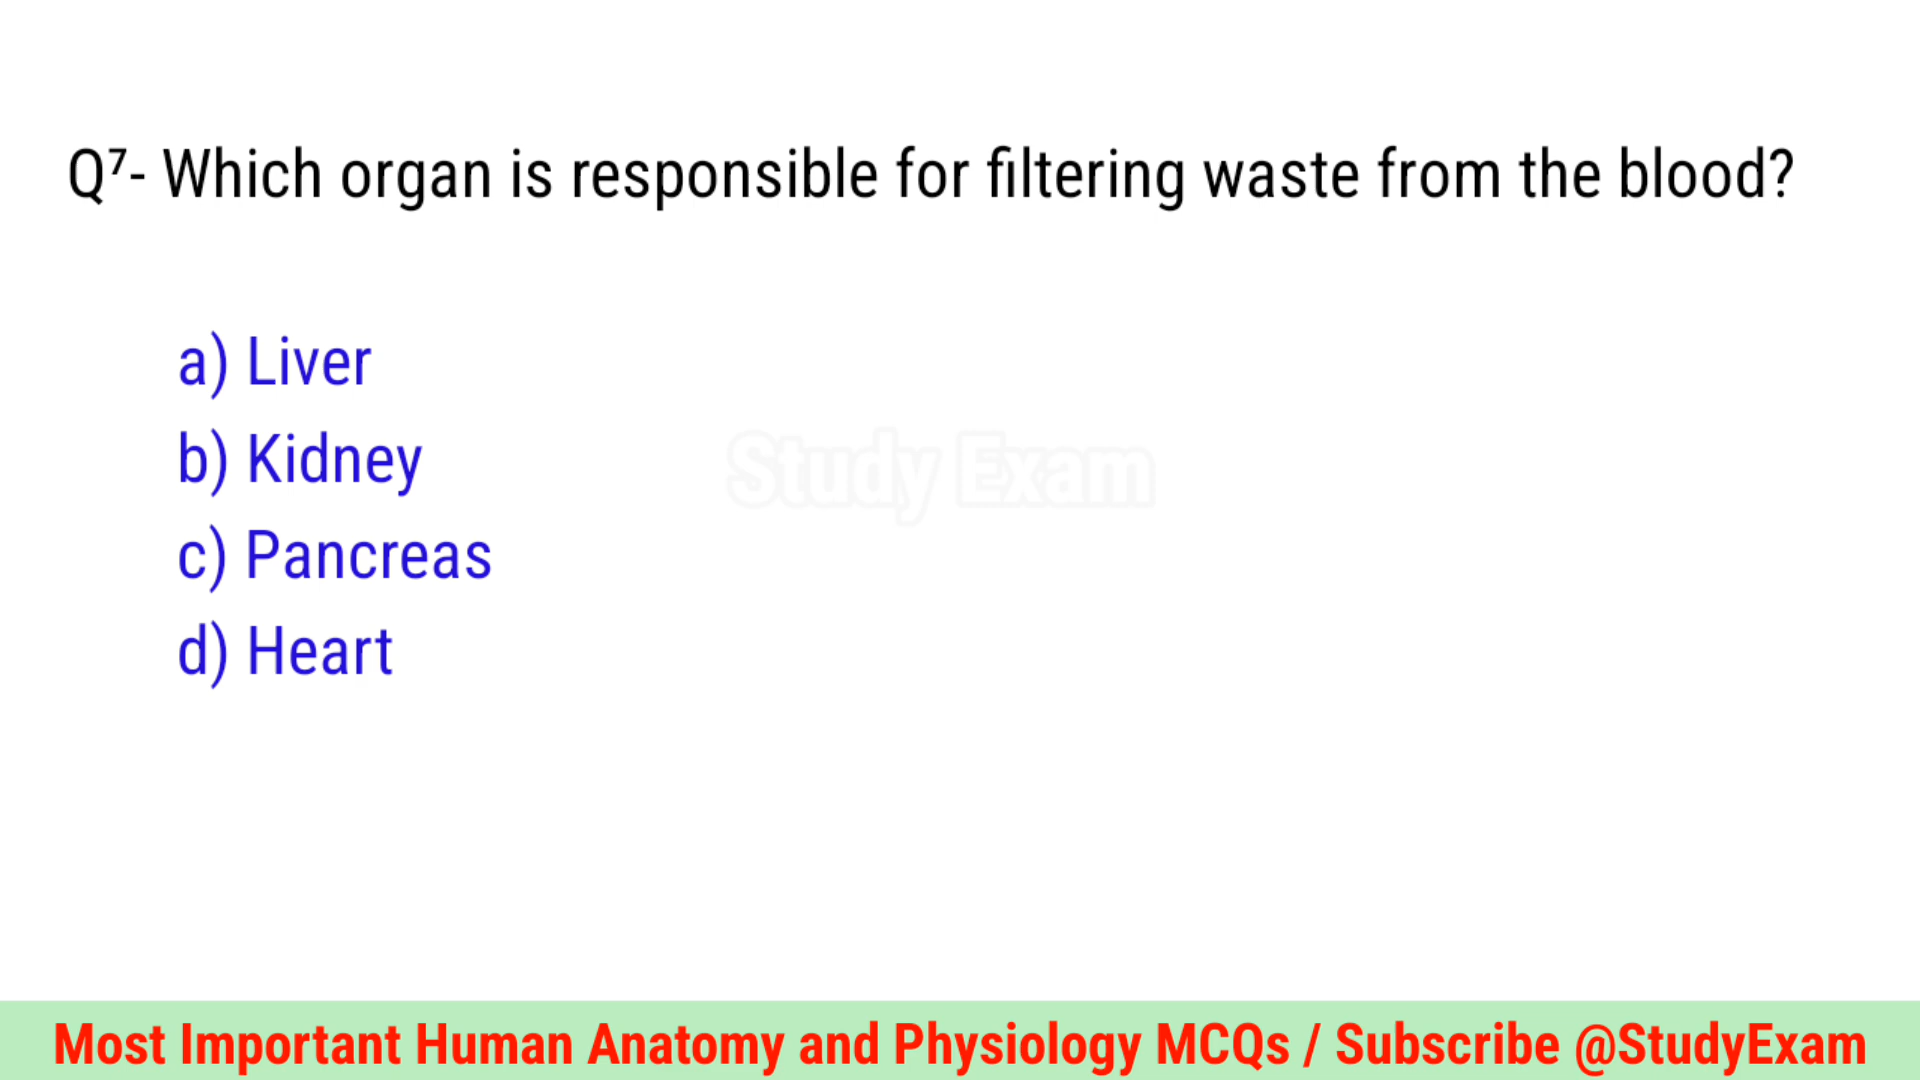 Q⁷- Which organ is responsible for filtering waste from the blood?
a) Liver
b) Kidney
Study Exam
c) Pancreas
d) Heart
Most Important Human Anatomy and Physiology MCQs / Subscribe @StudyExam